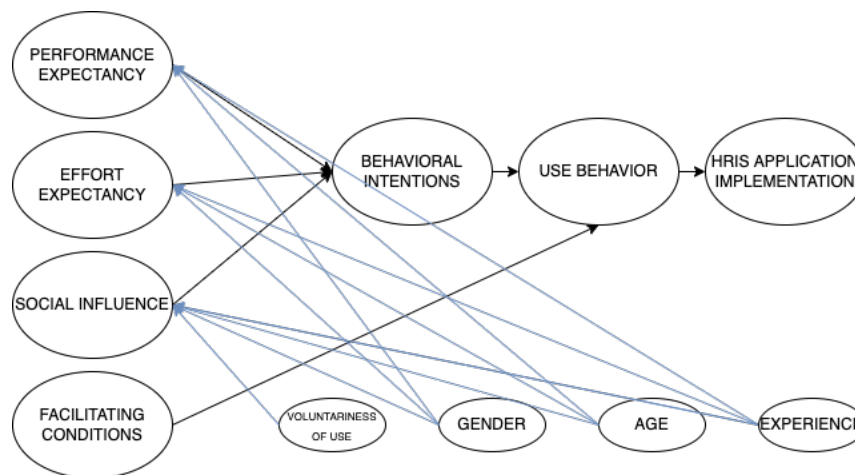 PERFORMANCE
EXPECTANCY
EFFORT
EXPECTANCY
SOCIAL INFLUENCE
FACILITATING
CONDITIONS
BEHAVIORAL
INTENTIONS
USE BEHAVIOR
HRIS APPLICATION
IMPLEMENTATION
VOLUNTARINESS
OF USE
GENDER
AGE
EXPERIENCE